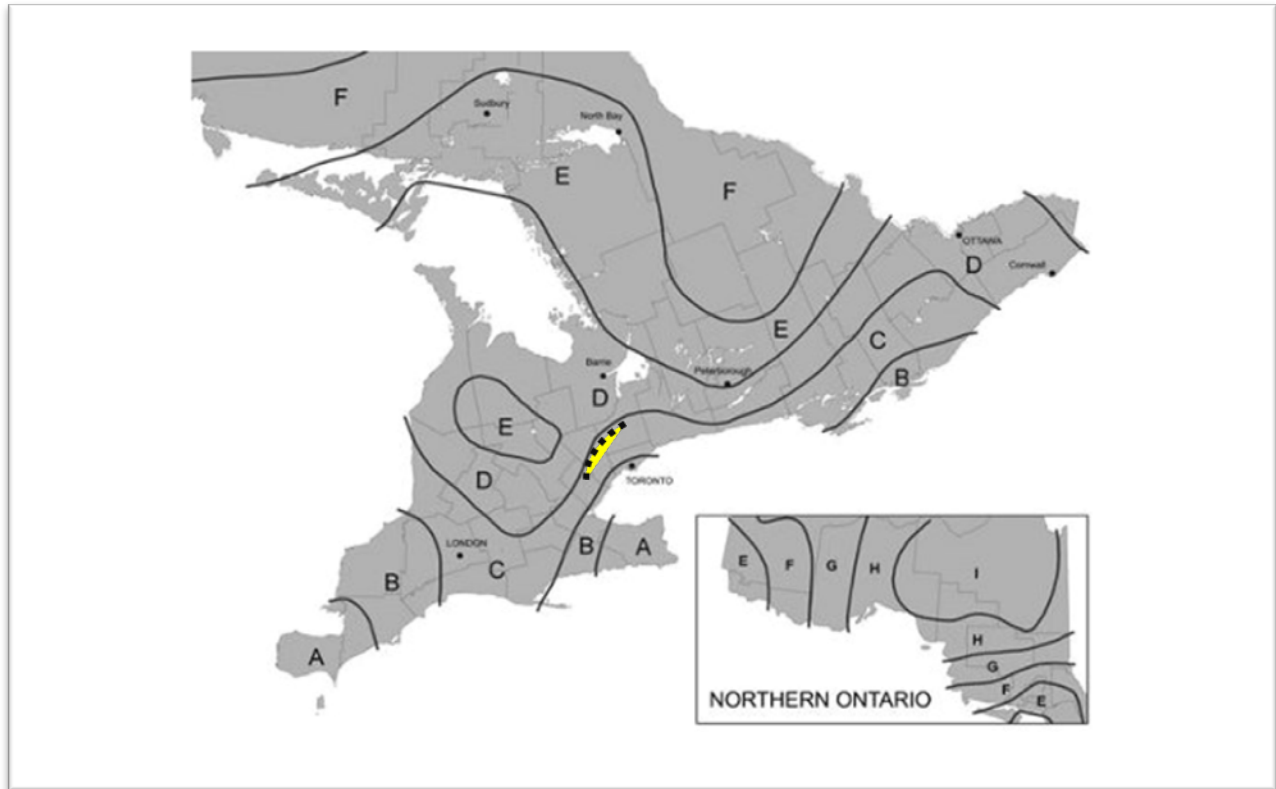 F
Sudbury
North Bay
E
F
OTTAWA
D
Cornwall
E
C
Barrie
Peterborough
B
D
E
D
TORONTO
LONDON
B
A
C
B
A
E
F
G
H
I
H
G
F
E
NORTHERN ONTARIO